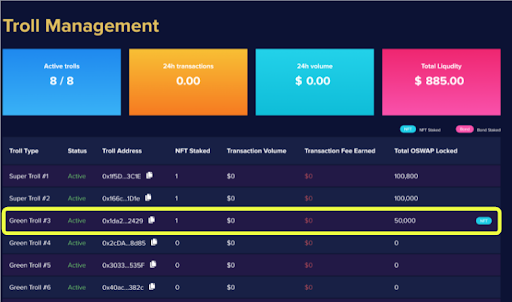 Troll Management
Active trolls 24h transactions 24h volume Total Liqudity
8 / 8 0.00 $ 0.00 $ 885.00
NFT NFT Staked Bond Bond Staked
Troll Type Status Troll Address NFT Staked Transaction Volume Transaction Fee Earned Total OSWAP Locked
Super Troll #1 Active 0x1f5D...3C1E 1 $0 $0 100,800
Super Troll #2 Active 0x166c...1D1e 1 $0 $0 100,000
Green Troll #3 Active 0x1da2...2429 1 $0 $0 50,000 NFT
Green Troll #4 Active 0x2cDA...8d85 0 $0 $0 0
Green Troll #5 Active 0x3033...535F 0 $0 $0 0
Green Troll #6 Active 0x40ac...382c 0 $0 $0 0